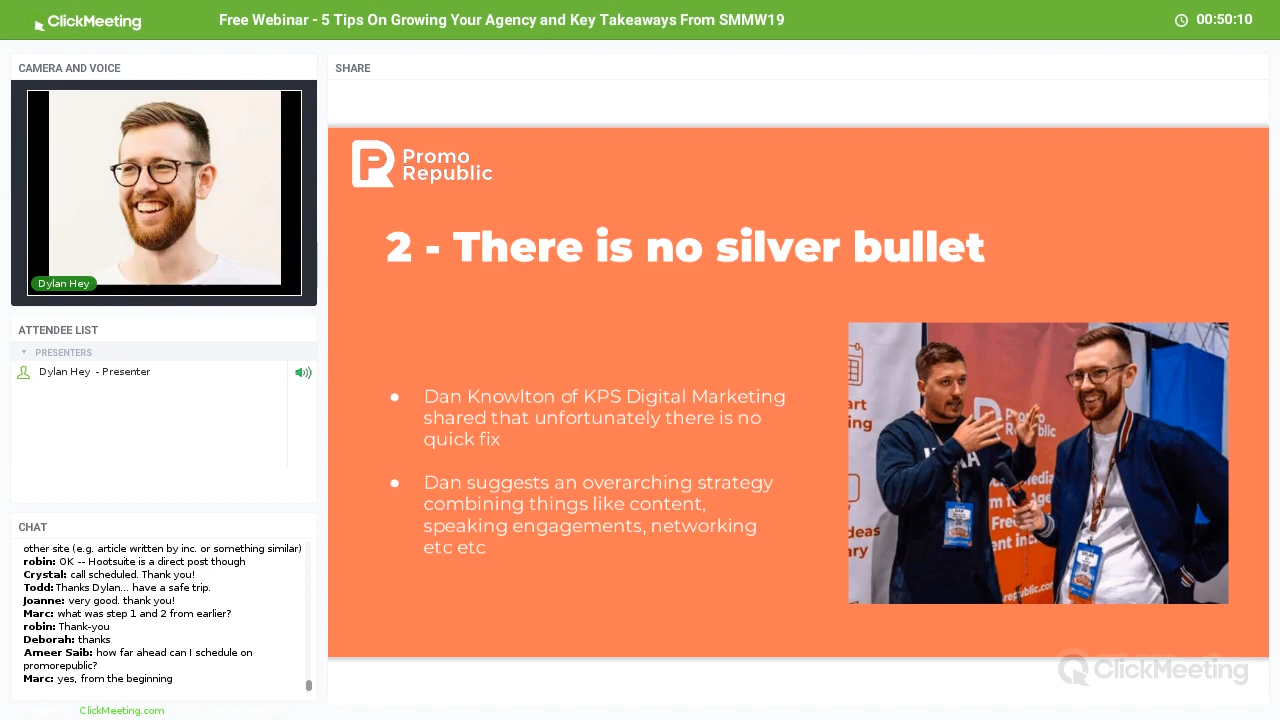 ClickMeeting
Free Webinar - 5 Tips On Growing Your Agency and Key Takeaways From SMMW19
00:50:10
CAMERA AND VOICE
Dylan Hey
ATTENDEE LIST
PRESENTERS
Dylan Hey - Presenter
CHAT
other site (e.g. article written by inc. or something similar)
robin: OK -- Hootsuite is a direct post though
Crystal: call scheduled. Thank you!
Todd: Thanks Dylan... have a safe trip.
Joanne: very good. thank you!
Marc: what was step 1 and 2 from earlier?
robin: Thank-you
Deborah: thanks
Ameer Saib: how far ahead can I schedule on
promorepublic?
Marc: yes, from the beginning
ClickMeeting.com
SHARE
Promo
Republic
2 - There is no silver bullet
● Dan Knowlton of KPS Digital Marketing
shared that unfortunately there is no
quick fix
● Dan suggests an overarching strategy
combining things like content,
speaking engagements, networking
etc etc
Promo
ClickMeeting